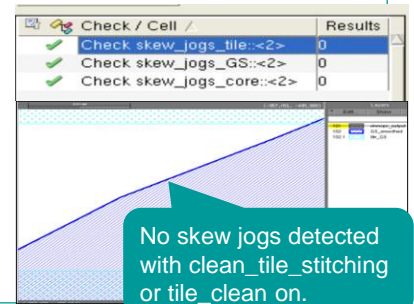 Check / Cell
Results
Check skew_jogs_tile::<2>
0
Check skew_jogs_GS::<2>
0
Check skew_jogs_core::<2>
0
No skew jogs detected
with clean_tile_stitching
or tile_clean on.